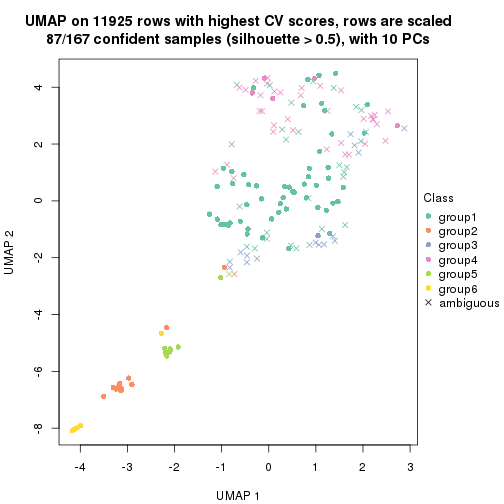 UMAP on 11925 rows with highest CV scores, rows are scaled
87/167 confident samples (silhouette > 0.5), with 10 PCs
4
2
0
-2
-4
-6
-8
UMAP 2
-4
-3
-2
-1
0
1
2
3
UMAP 1
Class
group1
group2
group3
group4
group5
group6
ambiguous